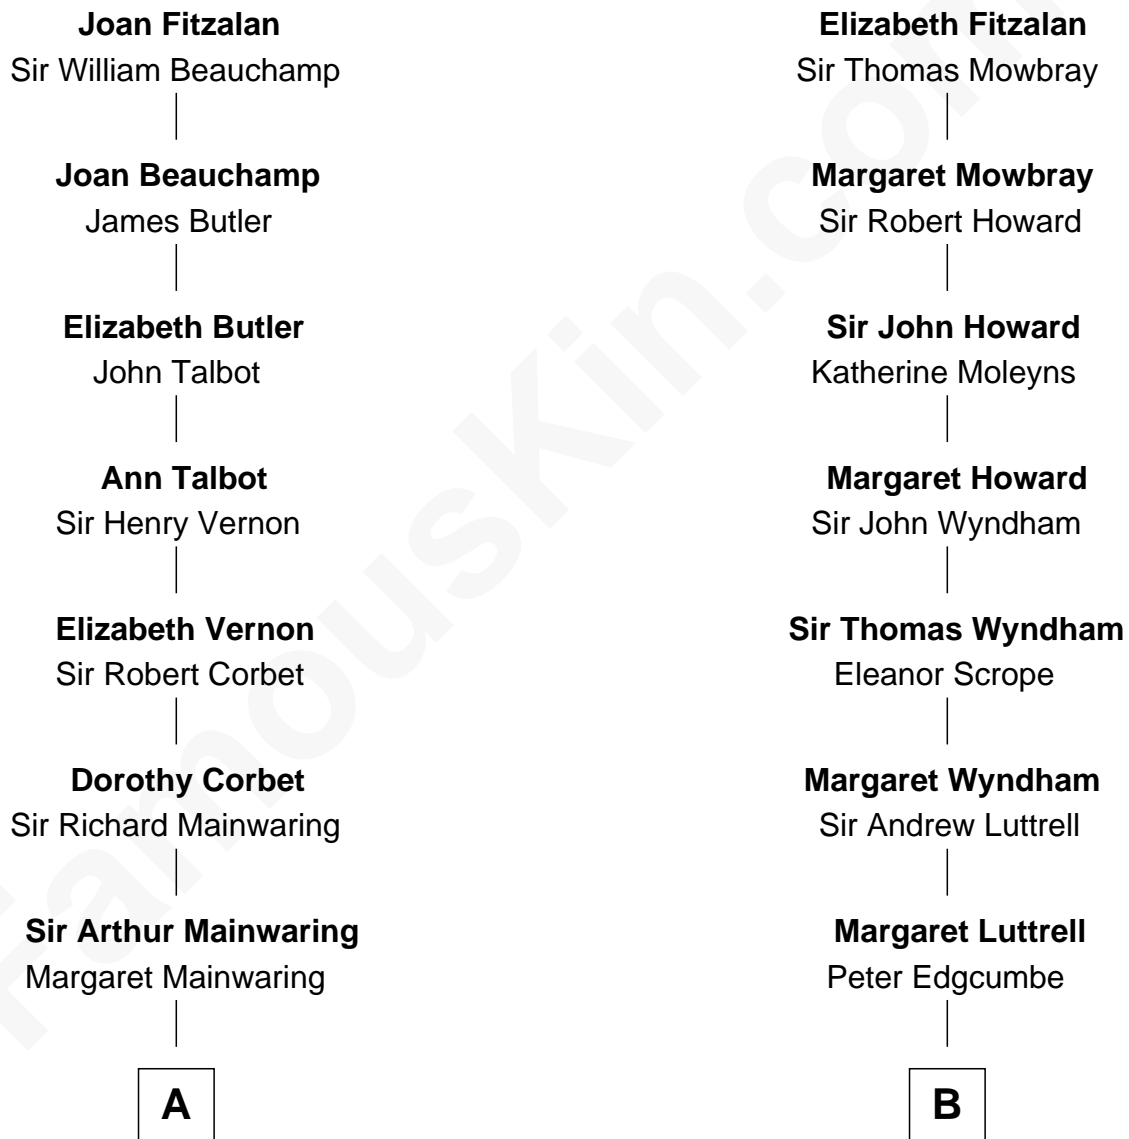 Joan Fitzalan
Sir William Beauchamp
Joan Beauchamp
James Butler
Elizabeth Butler
John Talbot
Ann Talbot
Sir Henry Vernon
Elizabeth Vernon
Sir Robert Corbet
Dorothy Corbet
Sir Richard Mainwaring
Sir Arthur Mainwaring
Margaret Mainwaring
A
Elizabeth Fitzalan
Sir Thomas Mowbray
Margaret Mowbray
Sir Robert Howard
Sir John Howard
Katherine Moleyns
Margaret Howard
Sir John Wyndham
Sir Thomas Wyndham
Eleanor Scrope
Margaret Wyndham
Sir Andrew Luttrell
Margaret Luttrell
Peter Edgcumbe
B
FamousKin.com